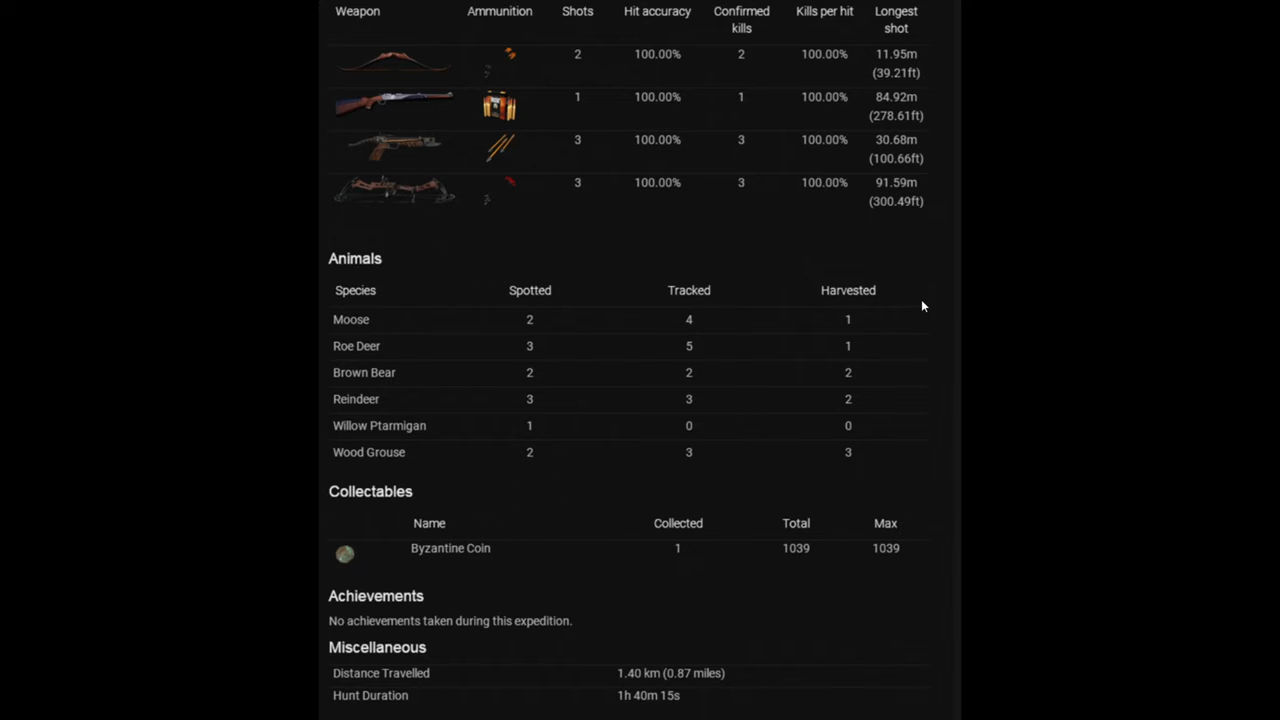 Weapon Ammunition Shots Hit accuracy Confirmed kills Kills per hit Longest shot
2 100.00% 2 100.00% 11.95m
(39.21ft)
1 100.00% 1 100.00% 84.92m
(278.61ft)
3 100.00% 3 100.00% 30.68m
(100.66ft)
3 100.00% 3 100.00% 91.59m
(300.49ft)
Animals
Species Spotted Tracked Harvested
Moose 2 4 1
Roe Deer 3 5 1
Brown Bear 2 2 2
Reindeer 3 3 2
Willow Ptarmigan 1 0 0
Wood Grouse 2 3 3
Collectables
Name Collected Total Max
Byzantine Coin 1 1039 1039
Achievements
No achievements taken during this expedition.
Miscellaneous
Distance Travelled 1.40 km (0.87 miles)
Hunt Duration 1h 40m 15s